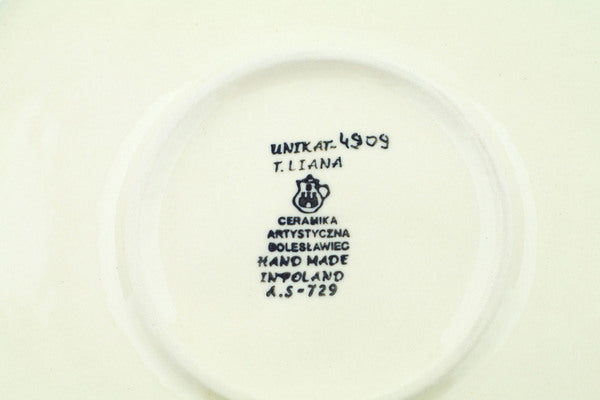 UNIKAT-4909
T. LIANA
CERAMIKA
ARTYSTYCZNA
BOLESŁAWIEC
HAND MADE
IN POLAND
A.S-729